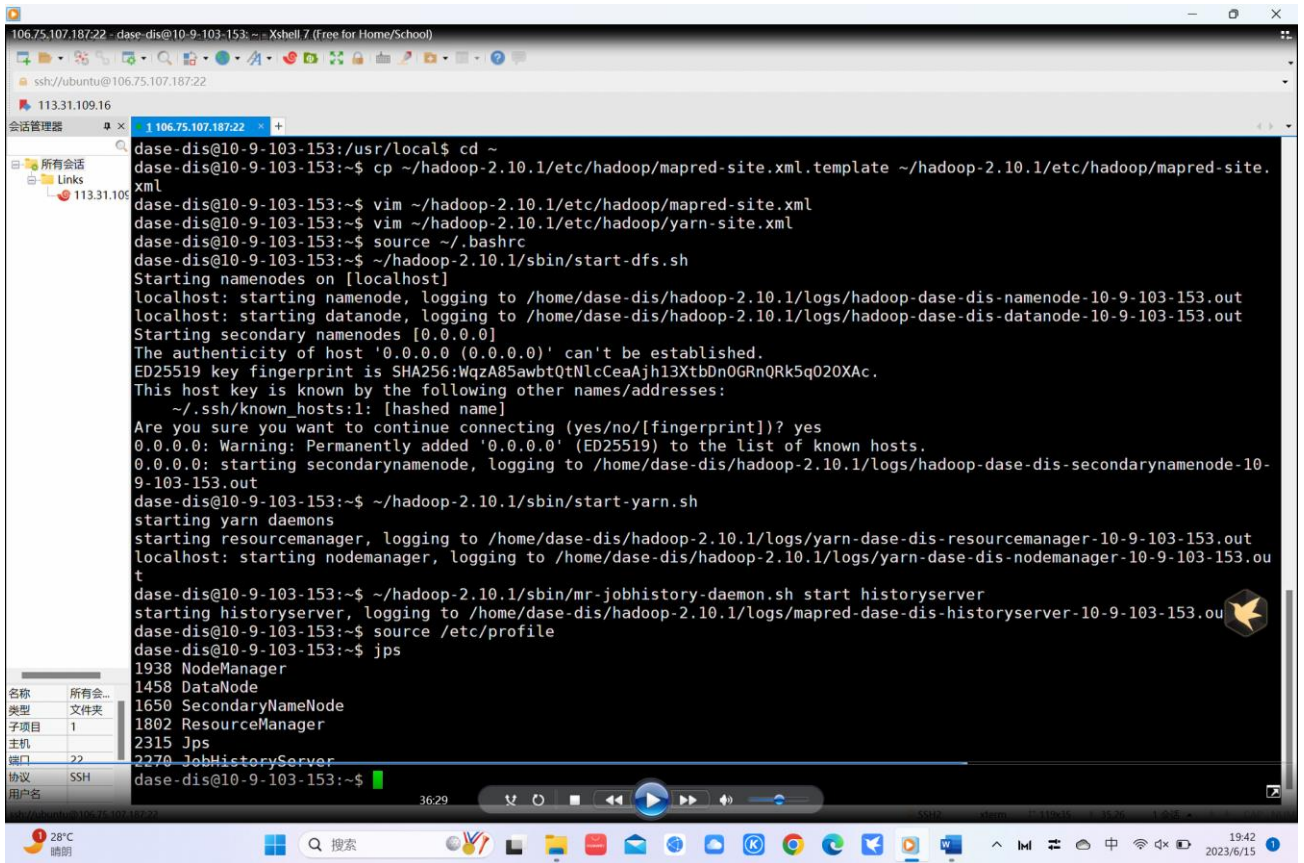 106.75.107.187:22 - dase-dis@10-9-103-153: ~ - Xshell 7 (Free for Home/School)
ssh://ubuntu@106.75.107.187:22
113.31.109.16
会话管理器
1 106.75.107.187:22
所有会话
Links
113.31.109
dase-dis@10-9-103-153:/usr/local$ cd ~
dase-dis@10-9-103-153:~$ cp ~/hadoop-2.10.1/etc/hadoop/mapred-site.xml.template ~/hadoop-2.10.1/etc/hadoop/mapred-site.
xml
dase-dis@10-9-103-153:~$ vim ~/hadoop-2.10.1/etc/hadoop/mapred-site.xml
dase-dis@10-9-103-153:~$ vim ~/hadoop-2.10.1/etc/hadoop/yarn-site.xml
dase-dis@10-9-103-153:~$ source ~/.bashrc
dase-dis@10-9-103-153:~$ ~/hadoop-2.10.1/sbin/start-dfs.sh
Starting namenodes on [localhost]
localhost: starting namenode, logging to /home/dase-dis/hadoop-2.10.1/logs/hadoop-dase-dis-namenode-10-9-103-153.out
localhost: starting datanode, logging to /home/dase-dis/hadoop-2.10.1/logs/hadoop-dase-dis-datanode-10-9-103-153.out
Starting secondary namenodes [0.0.0.0]
The authenticity of host '0.0.0.0 (0.0.0.0)' can't be established.
ED25519 key fingerprint is SHA256:WqzA85awbtQtNlcCeaAjh13XtbDnOGRnQRk5qO2OXAc.
This host key is known by the following other names/addresses:
~/.ssh/known_hosts:1: [hashed name]
Are you sure you want to continue connecting (yes/no/[fingerprint])? yes
0.0.0.0: Warning: Permanently added '0.0.0.0' (ED25519) to the list of known hosts.
0.0.0.0: starting secondarynamenode, logging to /home/dase-dis/hadoop-2.10.1/logs/hadoop-dase-dis-secondarynamenode-10-
9-103-153.out
dase-dis@10-9-103-153:~$ ~/hadoop-2.10.1/sbin/start-yarn.sh
starting yarn daemons
starting resourcemanager, logging to /home/dase-dis/hadoop-2.10.1/logs/yarn-dase-dis-resourcemanager-10-9-103-153.out
localhost: starting nodemanager, logging to /home/dase-dis/hadoop-2.10.1/logs/yarn-dase-dis-nodemanager-10-9-103-153.ou
t
dase-dis@10-9-103-153:~$ ~/hadoop-2.10.1/sbin/mr-jobhistory-daemon.sh start historyserver
starting historyserver, logging to /home/dase-dis/hadoop-2.10.1/logs/mapred-dase-dis-historyserver-10-9-103-153.ou
dase-dis@10-9-103-153:~$ source /etc/profile
dase-dis@10-9-103-153:~$ jps
1938 NodeManager
1458 DataNode
1650 SecondaryNameNode
1802 ResourceManager
2315 Jps
2270 JobHistoryServer
dase-dis@10-9-103-153:~$
名称 所有会...
类型 文件夹
子项目 1
主机
端口 22
协议 SSH
用户名
36:29
1
28°C
晴朗
搜索
中
19:42
2023/6/15
1